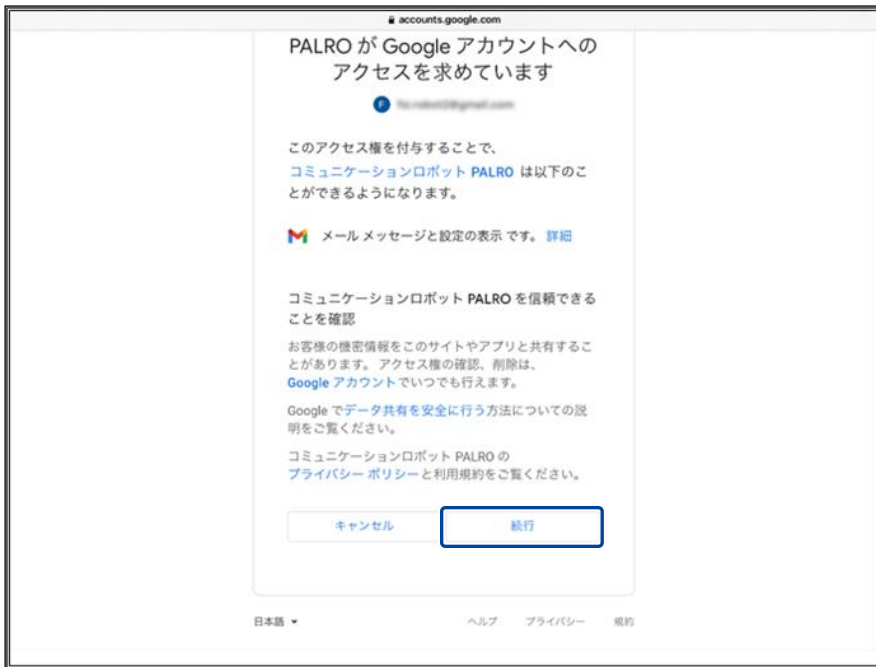 accounts.google.com
PALRO が Google アカウントへの
アクセスを求めています
F
このアクセス権を付与することで、
コミュニケーションロボット PALRO は以下のこ
とができるようになります。
メール メッセージと設定の表示 です。 詳細
コミュニケーションロボット PALRO を信頼できる
ことを確認
お客様の機密情報をこのサイトやアプリと共有するこ
とがあります。 アクセス権の確認、削除は、
Google アカウントでいつでも行えます。
Google でデータ共有を安全に行う方法についての説
明をご覧ください。
コミュニケーションロボット PALRO の
プライバシー ポリシーと利用規約をご覧ください。
キャンセル 続行
日本語 ヘルプ プライバシー 規約